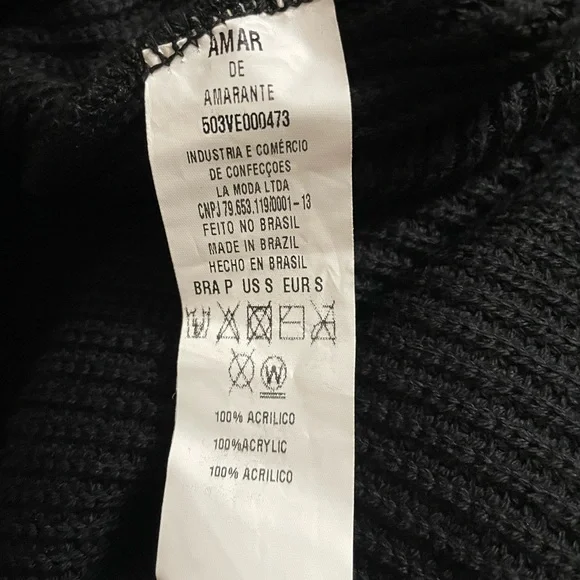 AMAR
DE
AMARANTE
503VE000473
INDUSTRIA E COMÉRCIO
DE CONFECÇOES
LA MODA LTDA
CNPJ 79.653.119/0001-13
FEITO NO BRASIL
MADE IN BRAZIL
HECHO EN BRASIL
BRA P US S EUR S
W
100% ACRILICO
100%ACRYLIC
100% ACRILICO